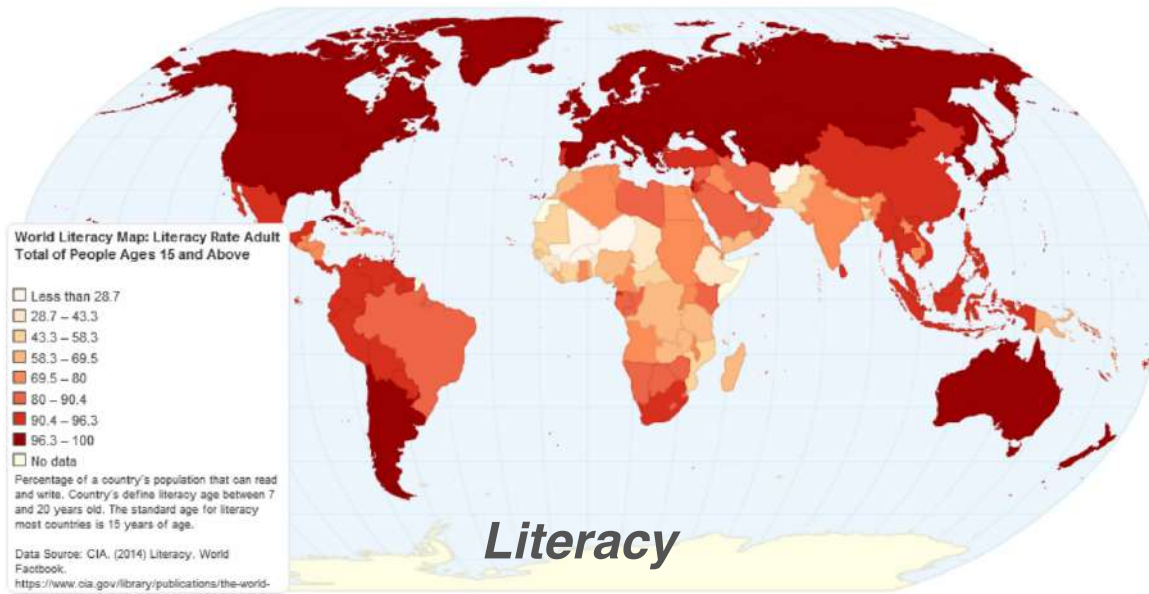 World Literacy Map: Literacy Rate Adult
Total of People Ages 15 and Above
Less than 28.7
28.7 – 43.3
43.3 – 58.3
58.3 – 69.5
69.5 – 80
80 – 90.4
90.4 – 96.3
96.3 – 100
No data
Percentage of a country's population that can read
and write. Country's define literacy age between 7
and 20 years old. The standard age for literacy
most countries is 15 years of age.
Data Source: CIA. (2014) Literacy. World
Factbook.
https://www.cia.gov/library/publications/the-world-
Literacy